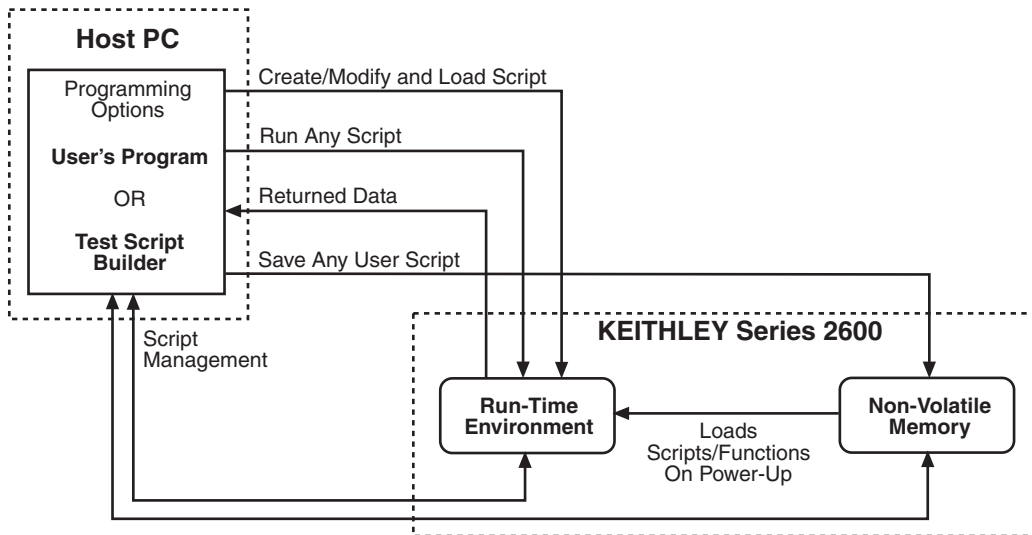 Host PC
Programming
Options
User's Program
OR
Test Script
Builder
Create/Modify and Load Script
Run Any Script
Returned Data
Save Any User Script
Script
Management
KEITHLEY Series 2600
Run-Time
Environment
Non-Volatile
Memory
Loads
Scripts/Functions
On Power-Up